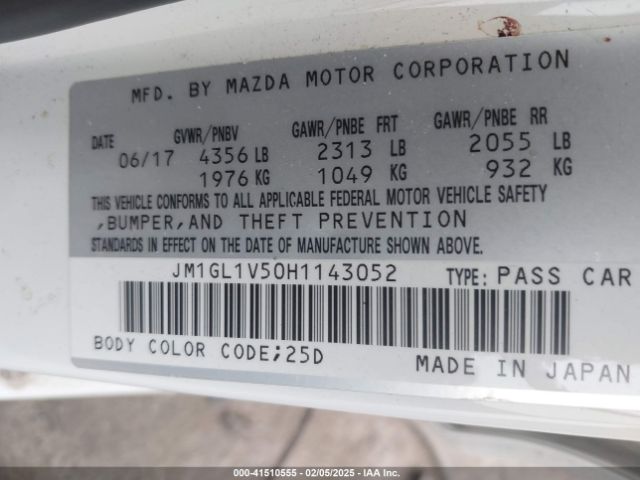 MFD. BY MAZDA MOTOR CORPORATION
DATE GVWR/PNBV GAWR/PNBE FRT GAWR/PNBE RR
06/17 4356 LB 2313 LB 2055 LB
1976 KG 1049 KG 932 KG
THIS VEHICLE CONFORMS TO ALL APPLICABLE FEDERAL MOTOR VEHICLE SAFETY
,BUMPER,AND THEFT PREVENTION
STANDARDS IN EFFECT ON THE DATE OF MANUFACTURE SHOWN ABOVE.
JM1GL1V50H1143052 TYPE: PASS CAR
BODY COLOR CODE;25D
MADE IN JAPAN
000-41510555 - 02/05/2025 - IAA Inc.